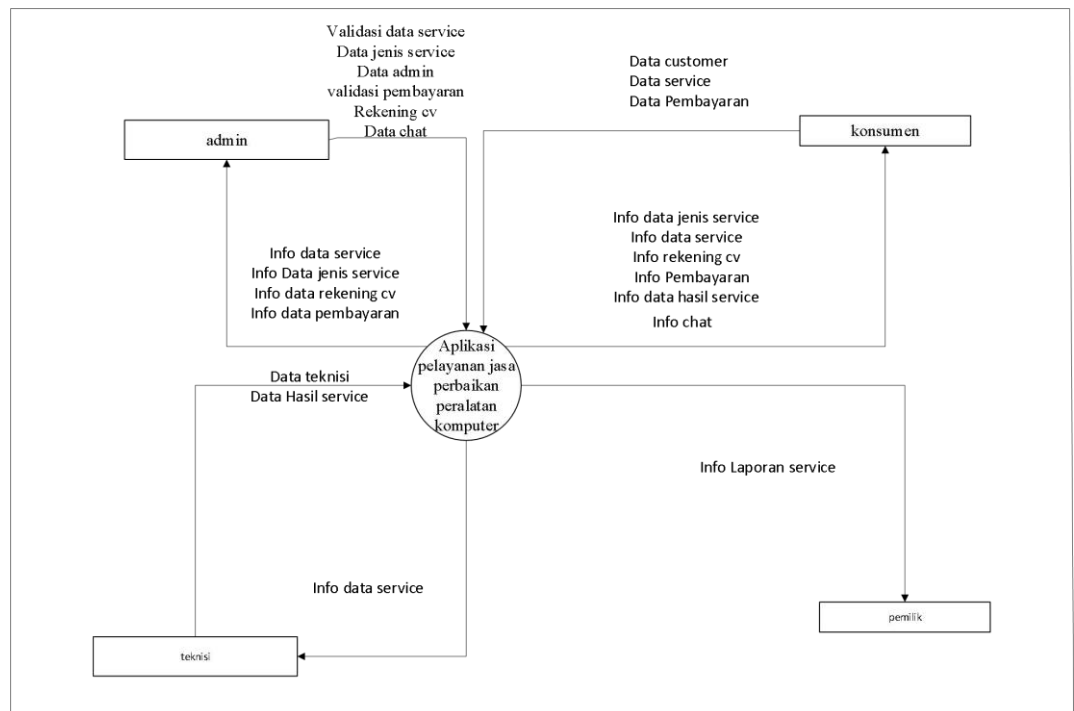 Validasi data service
Data jenis service
Data admin
validasi pembayaran
Rekening cv
Data chat
Data customer
Data service
Data Pembayaran
admin
konsumen
Info data service
Info Data jenis service
Info data rekening cv
Info data pembayaran
Info data jenis service
Info data service
Info rekening cv
Info Pembayaran
Info data hasil service
Info chat
Aplikasi
pelayanan jasa
perbaikan
peralatan
komputer
Data teknisi
Data Hasil service
Info Laporan service
Info data service
pemilik
teknisi